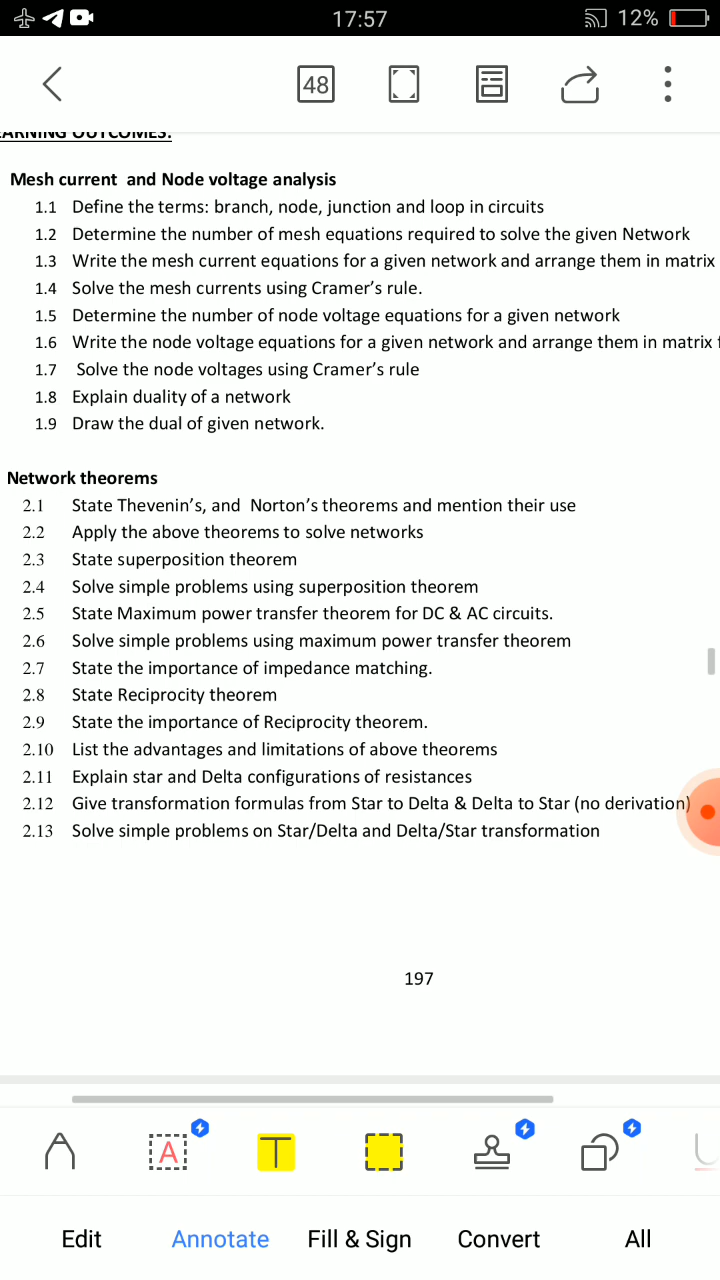 17:57
12%
48
LEARNING OUTCOMES:
Mesh current and Node voltage analysis
1.1 Define the terms: branch, node, junction and loop in circuits
1.2 Determine the number of mesh equations required to solve the given Network
1.3 Write the mesh current equations for a given network and arrange them in matrix
1.4 Solve the mesh currents using Cramer’s rule.
1.5 Determine the number of node voltage equations for a given network
1.6 Write the node voltage equations for a given network and arrange them in matrix
1.7 Solve the node voltages using Cramer’s rule
1.8 Explain duality of a network
1.9 Draw the dual of given network.
Network theorems
2.1 State Thevenin’s, and Norton’s theorems and mention their use
2.2 Apply the above theorems to solve networks
2.3 State superposition theorem
2.4 Solve simple problems using superposition theorem
2.5 State Maximum power transfer theorem for DC & AC circuits.
2.6 Solve simple problems using maximum power transfer theorem
2.7 State the importance of impedance matching.
2.8 State Reciprocity theorem
2.9 State the importance of Reciprocity theorem.
2.10 List the advantages and limitations of above theorems
2.11 Explain star and Delta configurations of resistances
2.12 Give transformation formulas from Star to Delta & Delta to Star (no derivation)
2.13 Solve simple problems on Star/Delta and Delta/Star transformation
197
A T U
Edit Annotate Fill & Sign Convert All